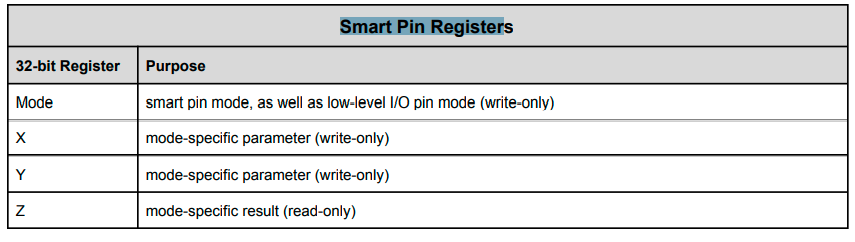 Smart Pin Registers
32-bit Register Purpose
Mode smart pin mode, as well as low-level I/O pin mode (write-only)
X mode-specific parameter (write-only)
Y mode-specific parameter (write-only)
Z mode-specific result (read-only)